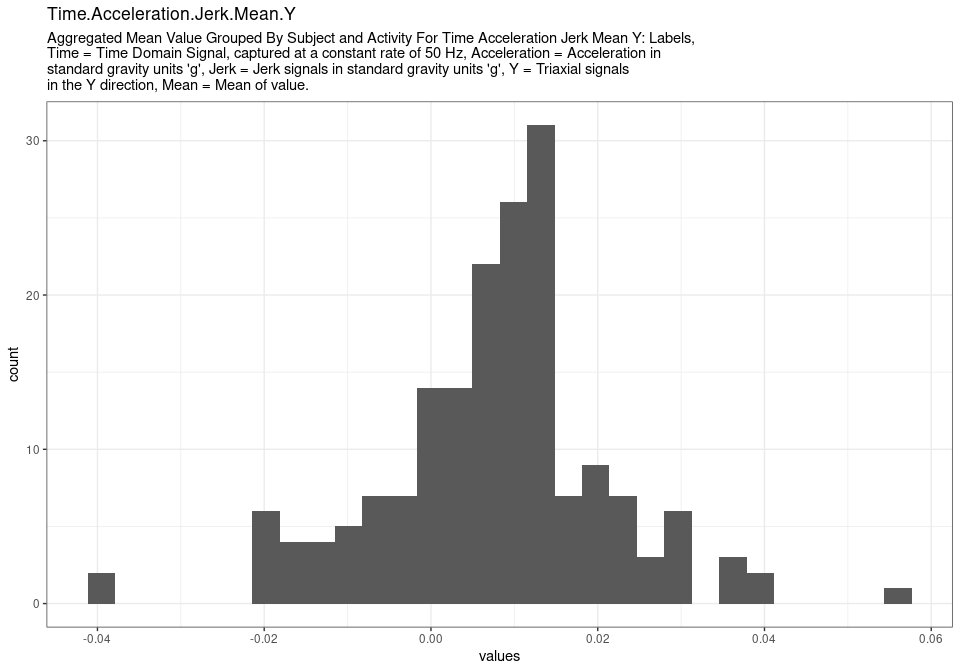 Time.Acceleration.Jerk.Mean.Y
Aggregated Mean Value Grouped By Subject and Activity For Time Acceleration Jerk Mean Y: Labels,
Time = Time Domain Signal, captured at a constant rate of 50 Hz, Acceleration = Acceleration in
standard gravity units 'g', Jerk = Jerk signals in standard gravity units 'g', Y = Triaxial signals
in the Y direction, Mean = Mean of value.
30
20
10
0
count
-0.04 -0.02 0.00 0.02 0.04 0.06
values